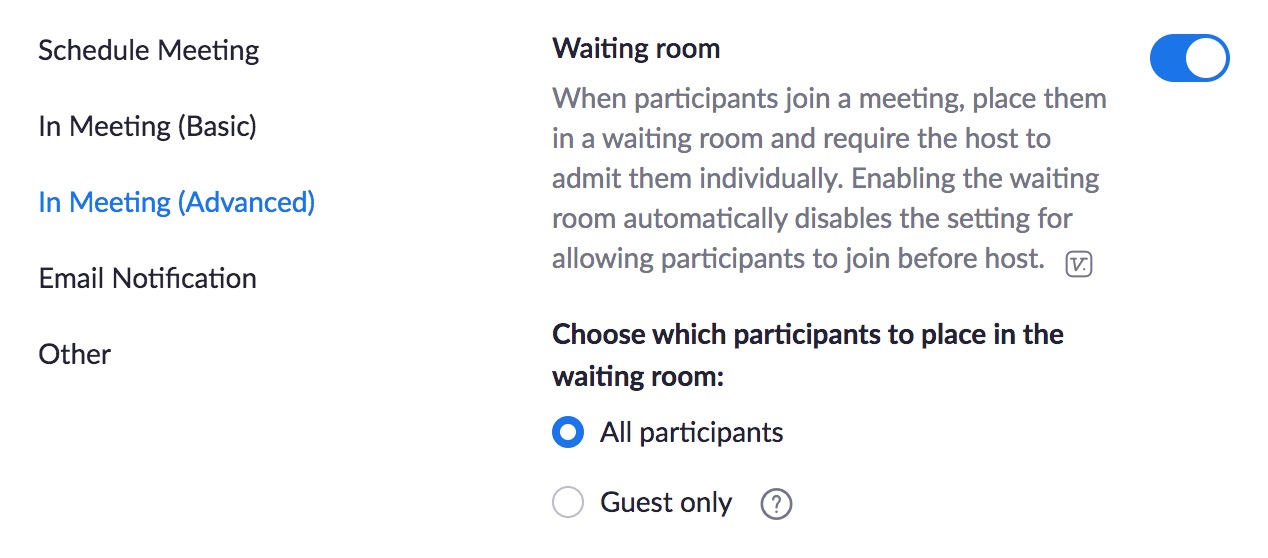 Schedule Meeting
In Meeting (Basic)
In Meeting (Advanced)
Email Notification
Other
Waiting room
When participants join a meeting, place them
in a waiting room and require the host to
admit them individually. Enabling the waiting
room automatically disables the setting for
allowing participants to join before host.
Choose which participants to place in the
waiting room:
All participants
Guest only ?